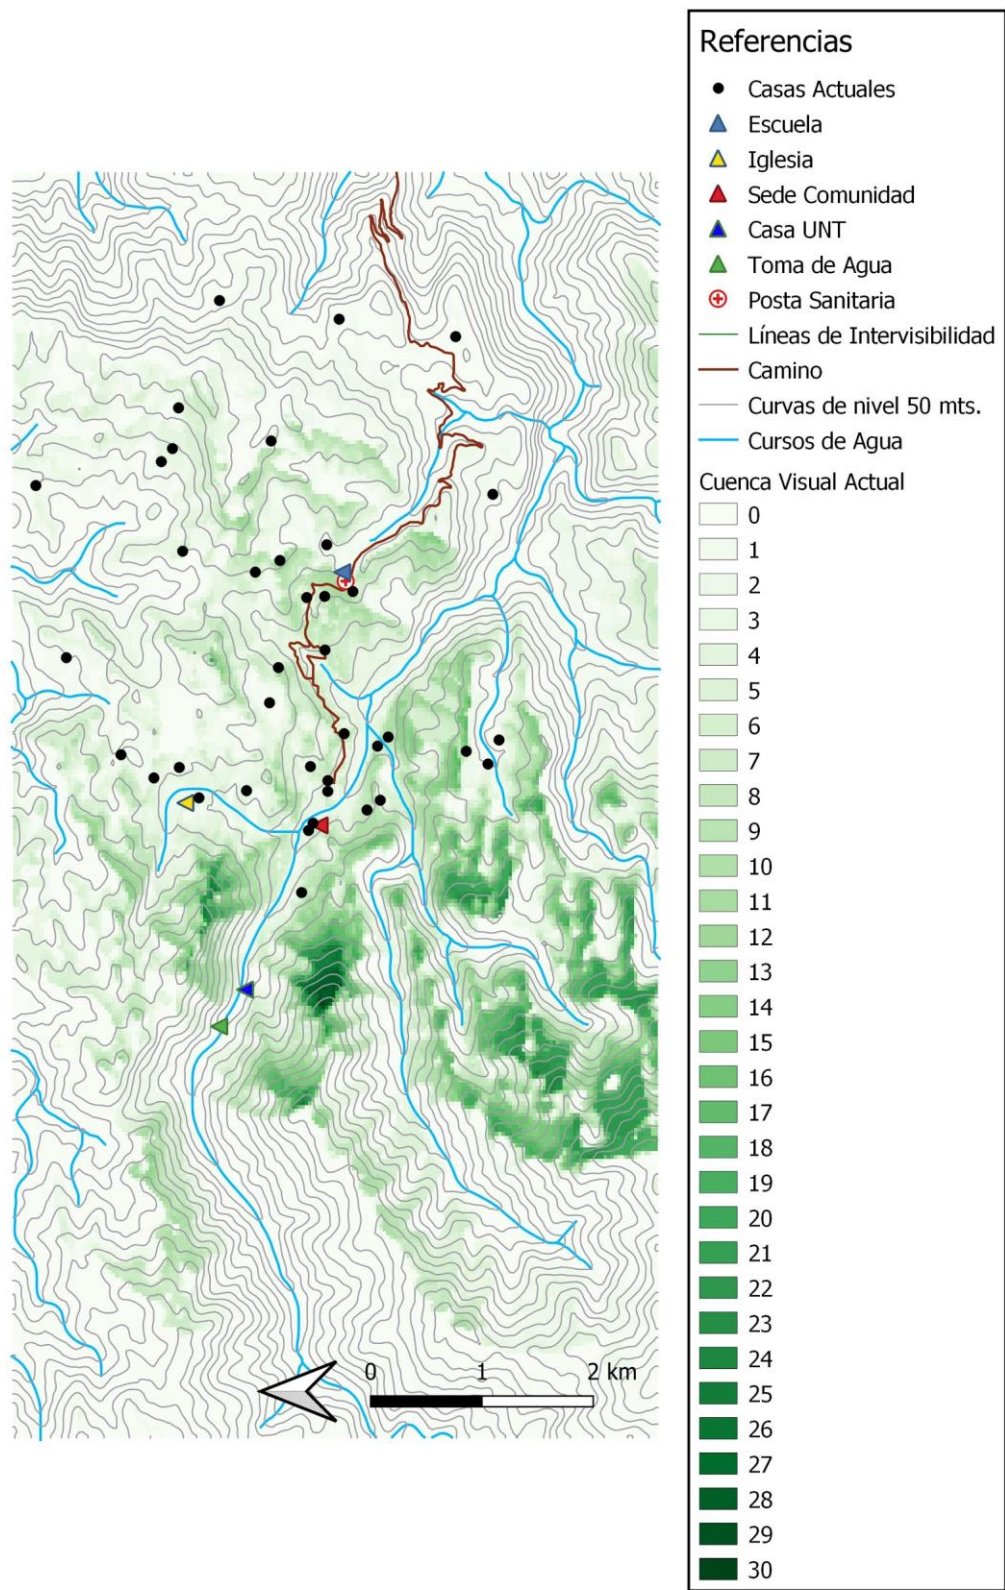 Referencias
Casas Actuales
Escuela
Iglesia
Sede Comunidad
Casa UNT
Toma de Agua
Posta Sanitaria
Líneas de Intervisibilidad
Camino
Curvas de nivel 50 mts.
Cursos de Agua
Cuenca Visual Actual
0
1
2
3
4
5
6
7
8
9
10
11
12
13
14
15
16
17
18
19
20
21
22
23
24
25
26
27
28
29
30
0 1 2 km